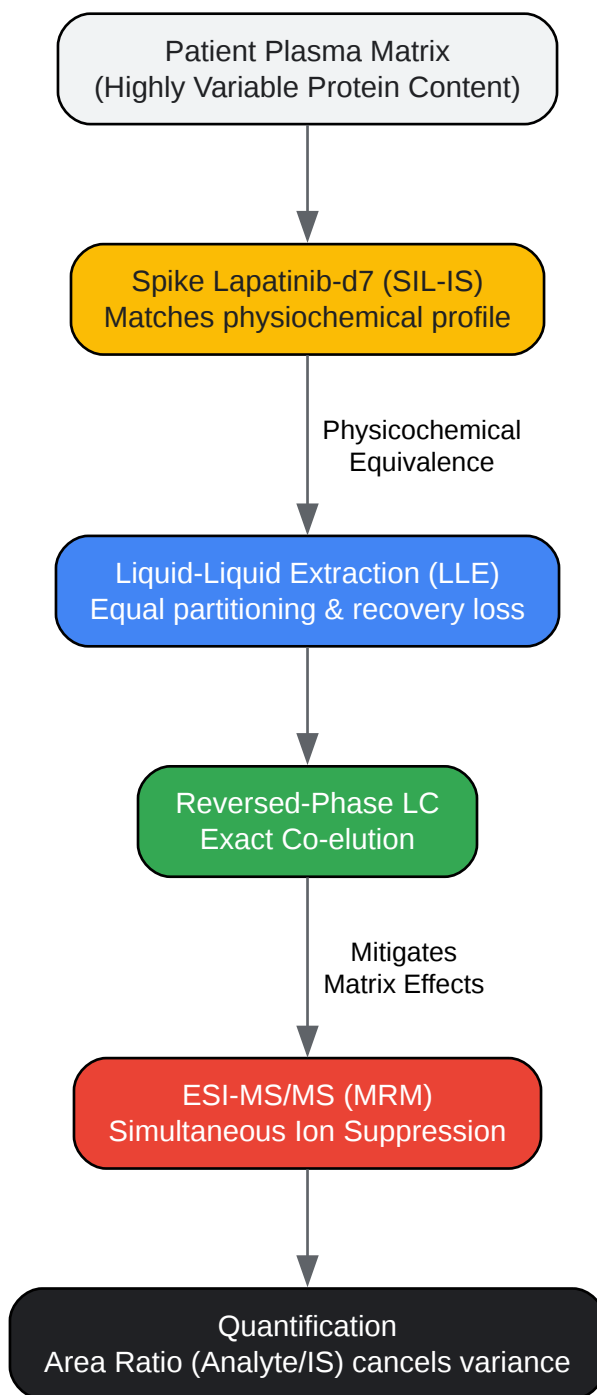 Patient Plasma Matrix
(Highly Variable Protein Content)
Spike Lapatinib-d7 (SIL-IS)
Matches physiochemical profile
Physicochemical
Equivalence
Liquid-Liquid Extraction (LLE)
Equal partitioning & recovery loss
Reversed-Phase LC
Exact Co-elution
Mitigates
Matrix Effects
ESI-MS/MS (MRM)
Simultaneous Ion Suppression
Quantification
Area Ratio (Analyte/IS) cancels variance